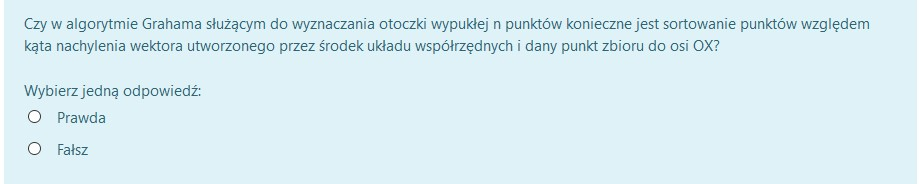 Czy w algorytmie Grahama służącym do wyznaczania otoczki wypukłej n punktów konieczne jest sortowanie punktów względem
kąta nachylenia wektora utworzonego przez środek układu współrzędnych i dany punkt zbioru do osi OX?
Wybierz jedną odpowiedź:
Prawda
Fałsz